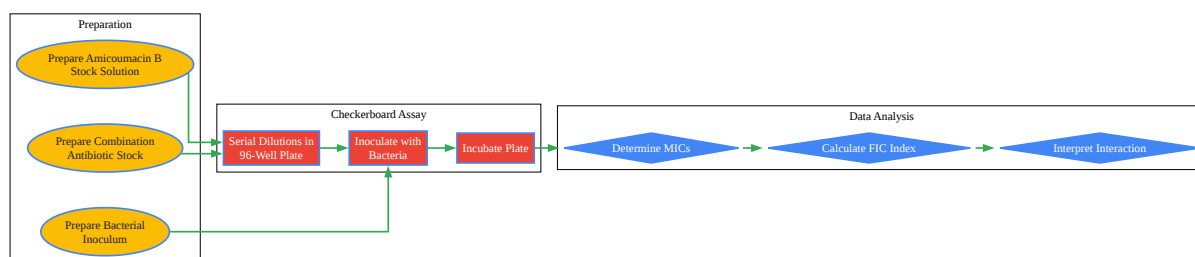 Preparation
Prepare Amicoumacin B
Stock Solution
Prepare Combination
Antibiotic Stock
Prepare Bacterial
Inoculum
Checkerboard Assay
Serial Dilutions in
96-Well Plate
Inoculate with
Bacteria
Incubate Plate
Data Analysis
Determine MICs
Calculate FIC Index
Interpret Interaction